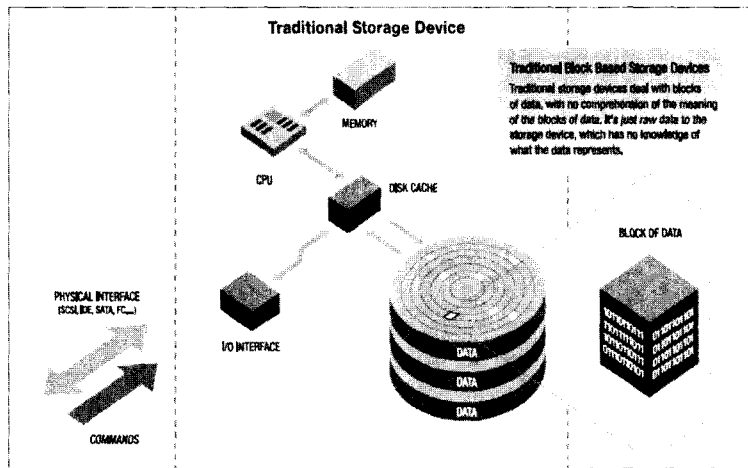 Traditional Storage Device
Traditional Block Based Storage Devices
Traditional storage devices deal with blocks
of data, with no comprehension of the meaning
of the blocks of data. It's just raw data to the
storage device, which has no knowledge of
what the data represents.
MEMORY
CPU
DISK CACHE
BLOCK OF DATA
PHYSICAL INTERFACE
(SCSI, IDE, SATA, FC,...)
I/O INTERFACE
DATA
DATA
DATA
COMMANDS